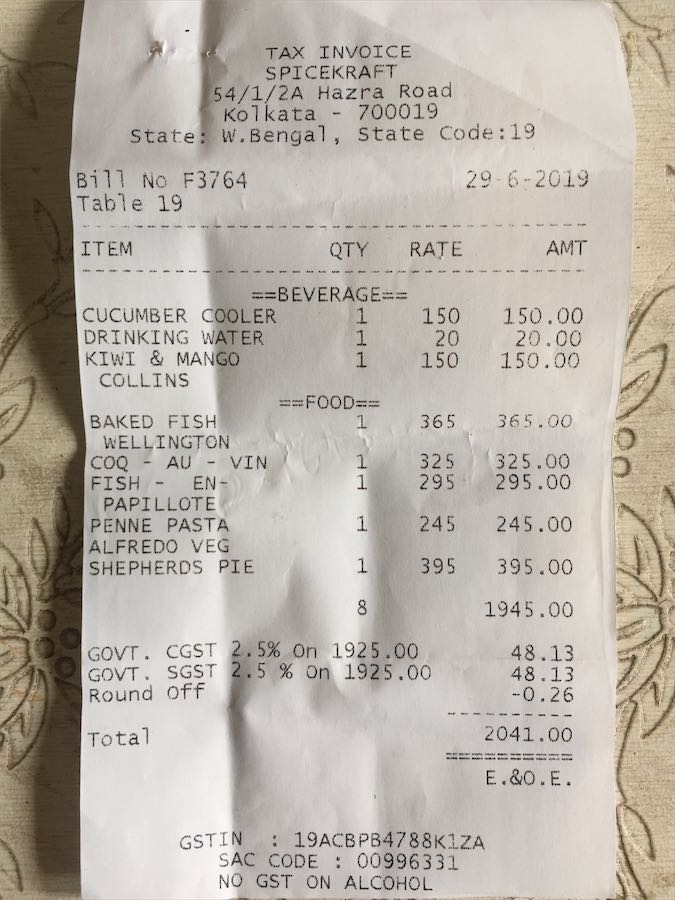 TAX INVOICE
SPICEKRAFT
54/1/2A Hazra Road
Kolkata - 700019
State: W.Bengal, State Code:19
Bill No F3764 29-6-2019
Table 19
ITEM QTY RATE AMT
==BEVERAGE==
CUCUMBER COOLER 1 150 150.00
DRINKING WATER 1 20 20.00
KIWI & MANGO 1 150 150.00
COLLINS
==FOOD==
BAKED FISH 1 365 365.00
WELLINGTON
COQ - AU - VIN 1 325 325.00
FISH - EN- 1 295 295.00
PAPILLOTE
PENNE PASTA 1 245 245.00
ALFREDO VEG
SHEPHERDS PIE 1 395 395.00
8 1945.00
GOVT. CGST 2.5% On 1925.00 48.13
GOVT. SGST 2.5 % On 1925.00 48.13
Round Off -0.26
Total 2041.00
E.&O.E.
GSTIN : 19ACBPB4788K1ZA
SAC CODE : 00996331
NO GST ON ALCOHOL